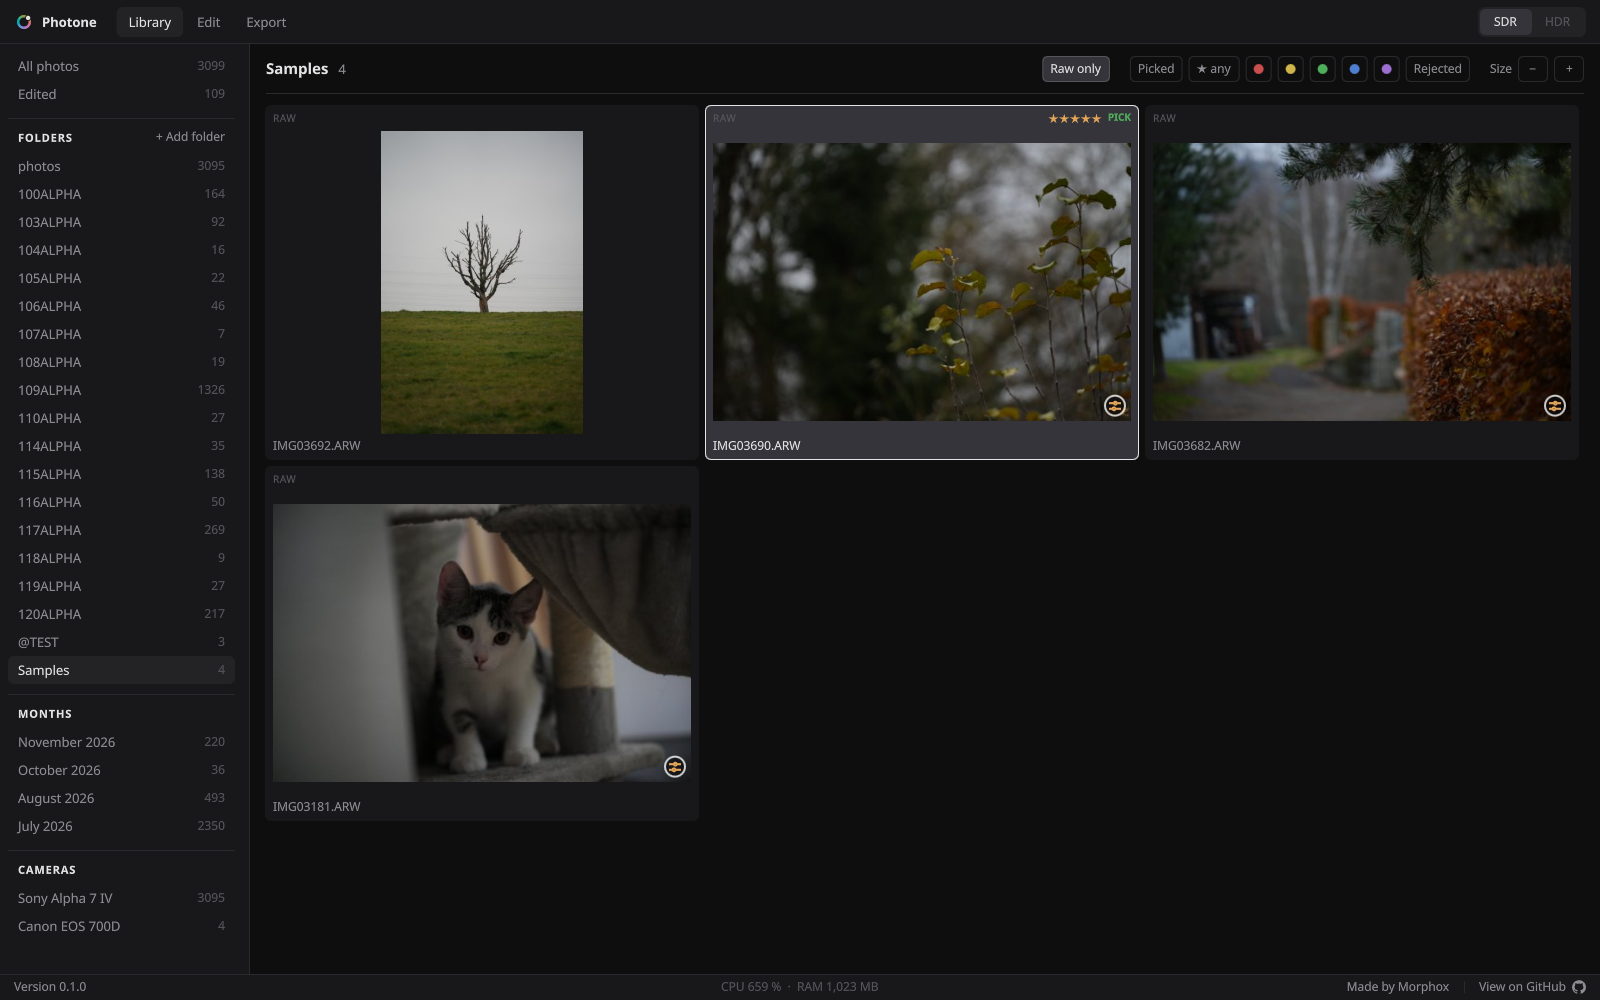 Photone Library Edit Export SDR HDR
All photos 3099
Edited 109
FOLDERS + Add folder
photos 3095
100ALPHA 164
103ALPHA 92
104ALPHA 16
105ALPHA 22
106ALPHA 46
107ALPHA 7
108ALPHA 19
109ALPHA 1326
110ALPHA 27
114ALPHA 35
115ALPHA 138
116ALPHA 50
117ALPHA 269
118ALPHA 9
119ALPHA 27
120ALPHA 217
@TEST 3
Samples 4
MONTHS
November 2026 220
October 2026 36
August 2026 493
July 2026 2350
CAMERAS
Sony Alpha 7 IV 3095
Canon EOS 700D 4
Samples 4 Raw only Picked ★ any Rejected Size − +
RAW RAW ★★★★★ PICK RAW
IMG03692.ARW IMG03690.ARW IMG03682.ARW
RAW
IMG03181.ARW
Version 0.1.0 CPU 659 % · RAM 1,023 MB Made by Morphox View on GitHub